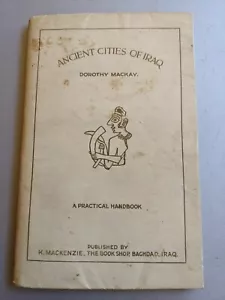 ANCIENT CITIES OF IRAQ
DOROTHY MACKAY.
A PRACTICAL HANDBOOK
PUBLISHED BY
K. MACKENZIE, THE BOOK SHOP, BAGHDAD, IRAQ.